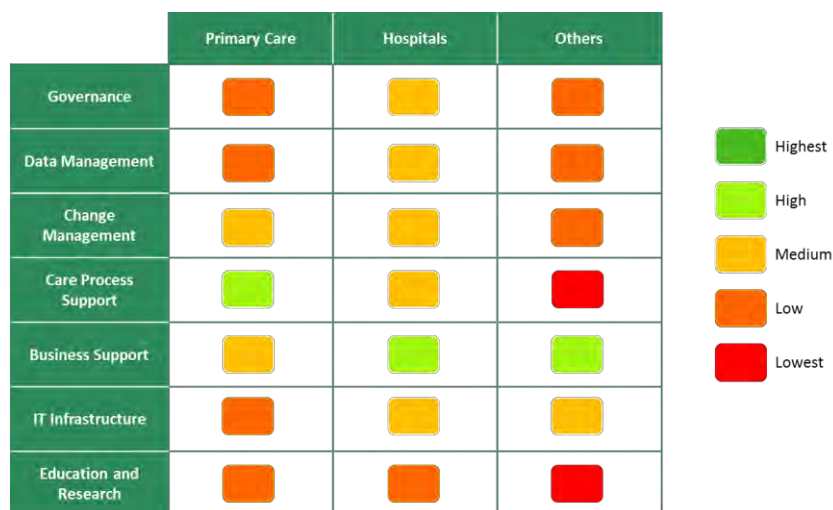 Primary Care
Hospitals
Others
Governance
Data Management
Change
Management
Care Process
Support
Business Support
IT Infrastructure
Education and
Research
Highest
High
Medium
Low
Lowest